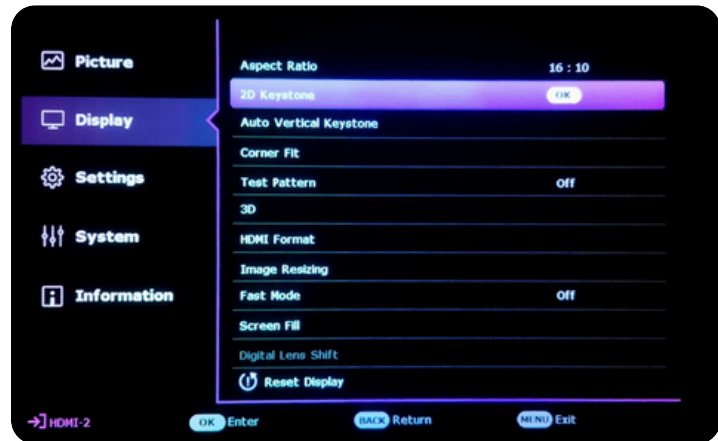 Picture
Display
Settings
System
Information
Aspect Ratio 16 : 10
2D Keystone OK
Auto Vertical Keystone
Corner Fit
Test Pattern Off
3D
HDMI Format
Image Resizing
Fast Mode Off
Screen Fill
Digital Lens Shift
Reset Display
HDMI-2 OK Enter BACK Return MENU Exit